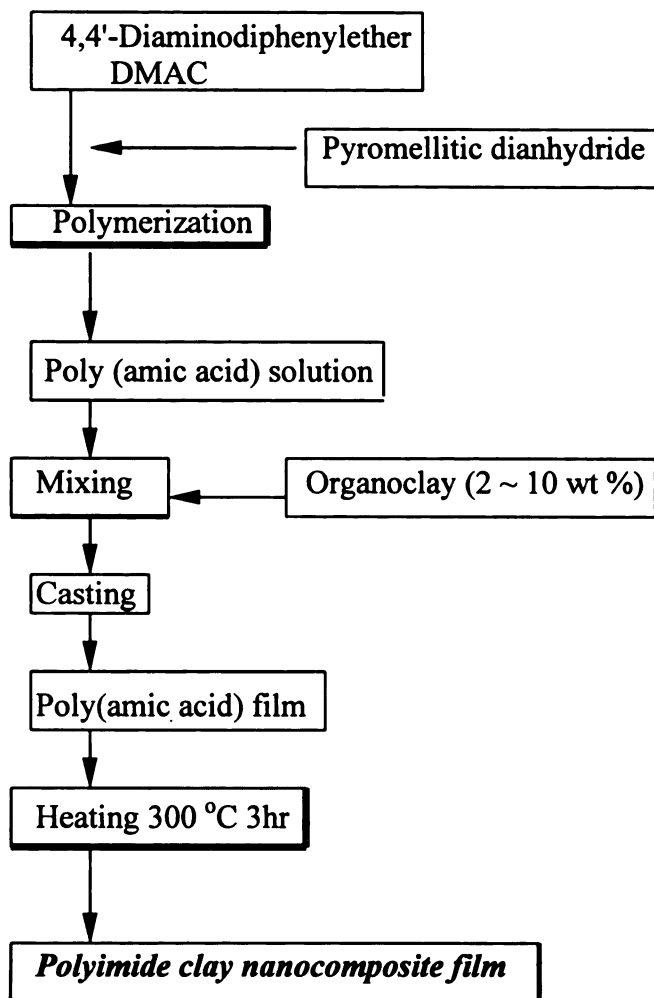 4,4'-Diaminodiphenylether
DMAC
Pyromellitic dianhydride
Polymerization
Poly (amic acid) solution
Mixing
Organoclay (2 ~ 10 wt %)
Casting
Poly(amic acid) film
Heating 300 °C 3hr
Polyimide clay nanocomposite film